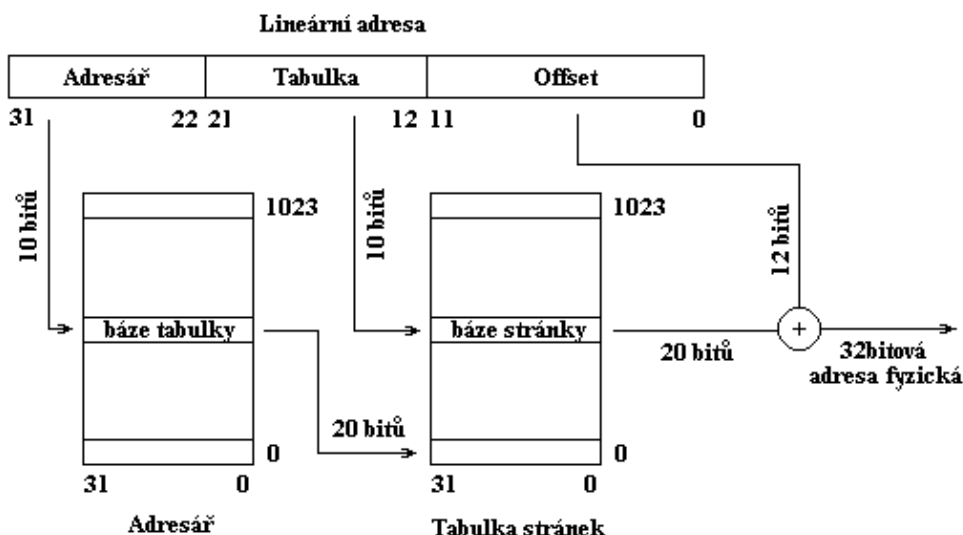 Lineární adresa
Adresář Tabulka Offset
31 22 21 12 11 0
10 bitů
1023
10 bitů
1023
12 bitů
báze tabulky
báze stránky
+
20 bitů
32bitová
adresa fyzická
20 bitů
0
0
31 0
31 0
Adresář
Tabulka stránek